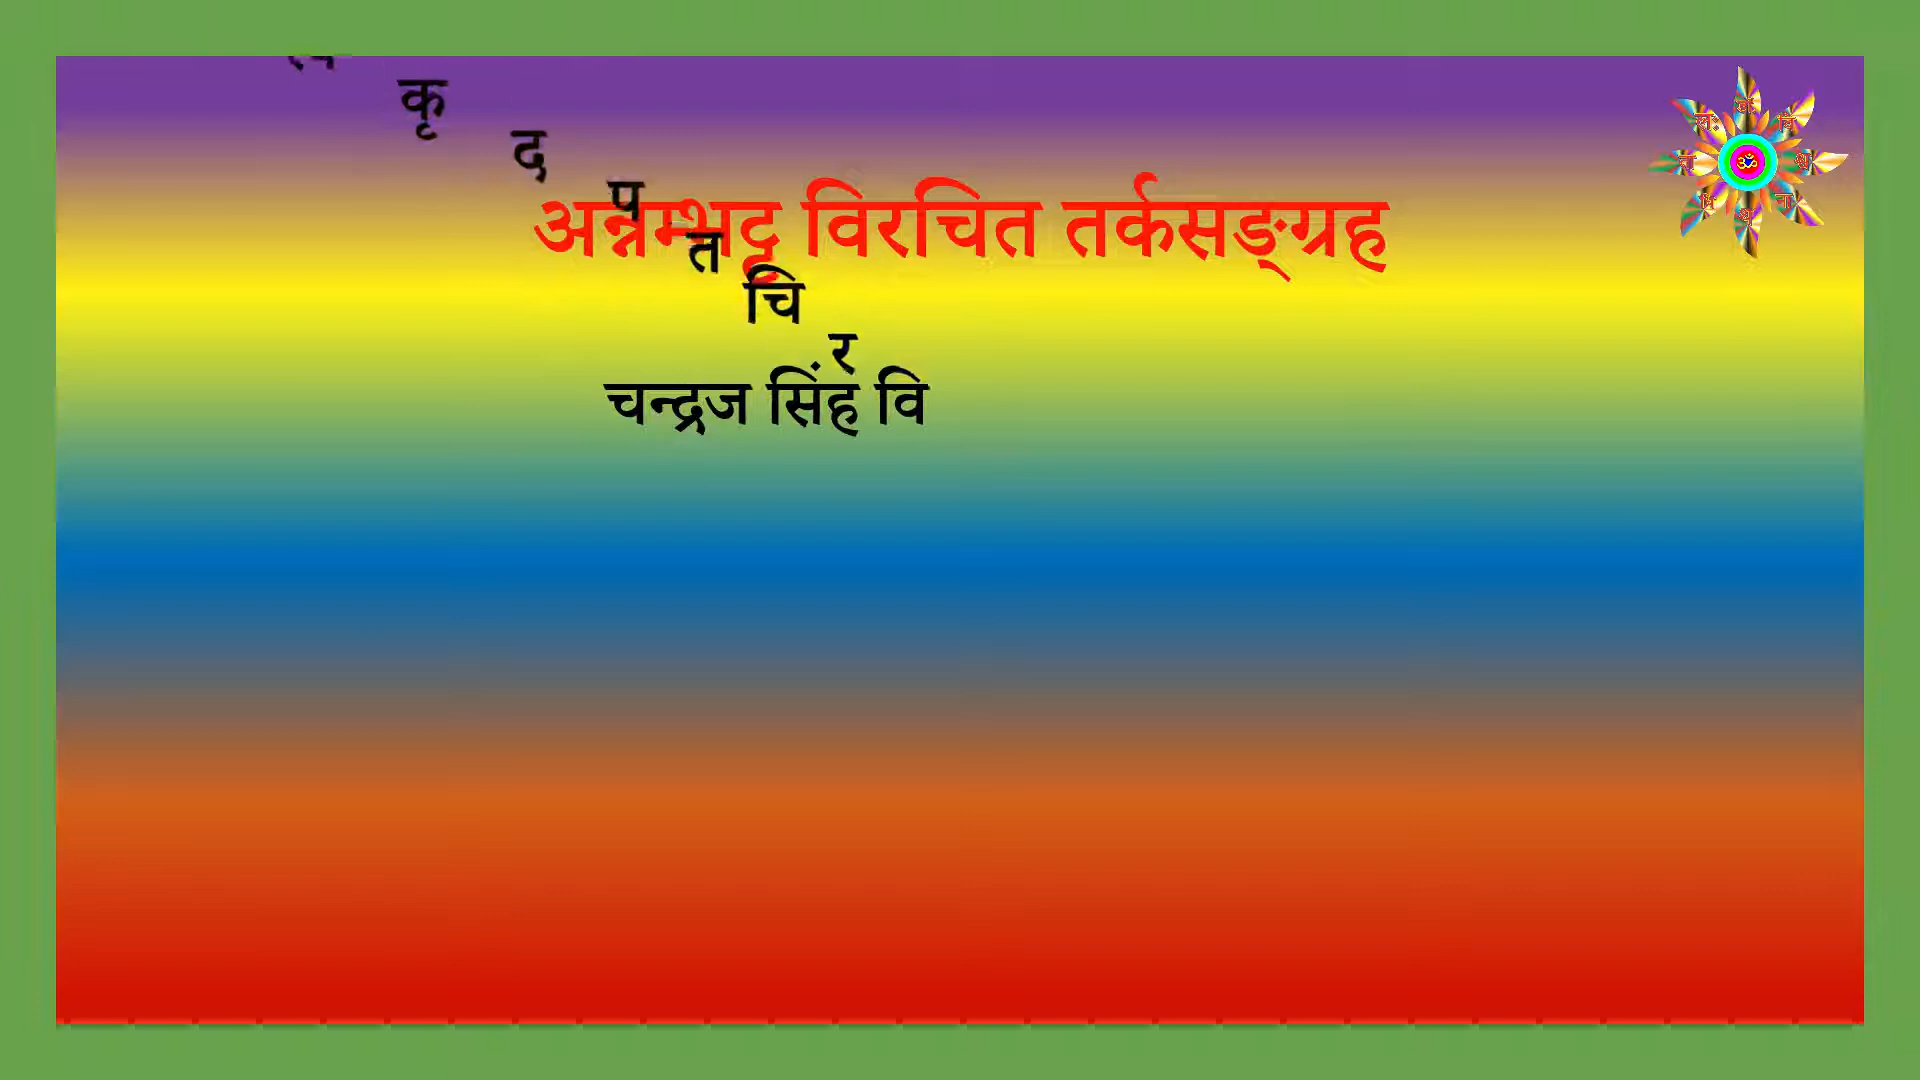 अन्नम्भट्ट विरचित तर्कसङ्ग्रह
चन्द्रज सिंह वि
र
चि
त
प
द
कृ